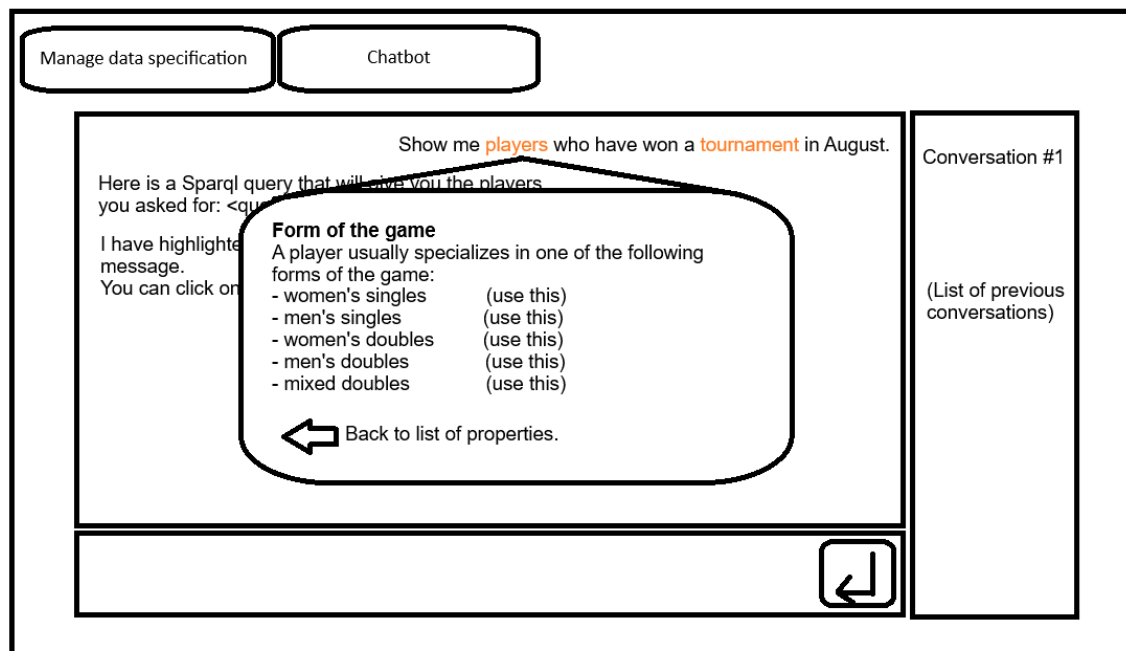 Manage data specification
Chatbot
Show me players who have won a tournament in August.
Here is a Sparql query that will give you the players
you asked for:
I have
message.
You can click on
Form of the game
A player usually specializes in one of the following
forms of the game:
- women's singles (use this)
- men's singles (use this)
- women's doubles (use this)
- men's doubles (use this)
- mixed doubles (use this)
Back to list of properties.
Conversation #1
(List of previous
conversations)